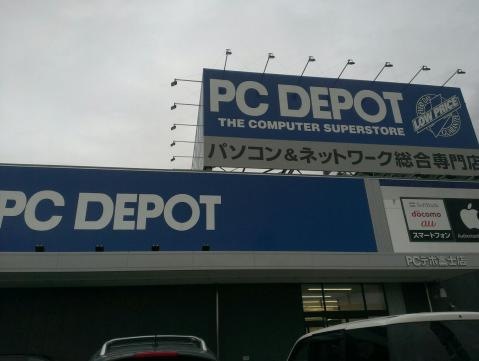 PC DEPOT
THE COMPUTER SUPERSTORE
LOW PRICE
パソコン&ネットワーク総合専門店
PC DEPOT
SoftBank
docomo
au
スマートフォン
PCデポ富士店